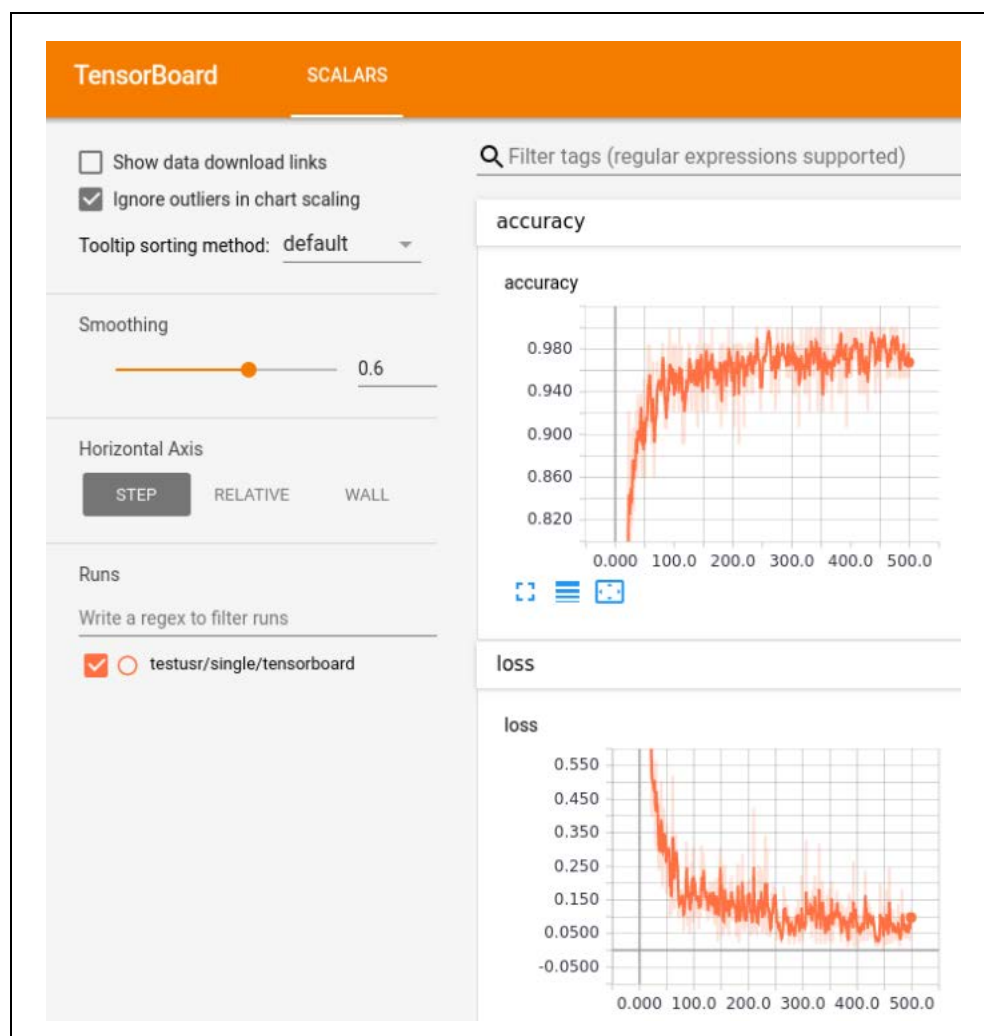 TensorBoard SCALARS
Show data download links
Ignore outliers in chart scaling
Tooltip sorting method: default
Smoothing
0.6
Horizontal Axis
STEP RELATIVE WALL
Runs
Write a regex to filter runs
testusr/single/tensorboard
Filter tags (regular expressions supported)
accuracy
accuracy
0.980
0.940
0.900
0.860
0.820
0.000 100.0 200.0 300.0 400.0 500.0
loss
loss
0.550
0.450
0.350
0.250
0.150
0.0500
-0.0500
0.000 100.0 200.0 300.0 400.0 500.0